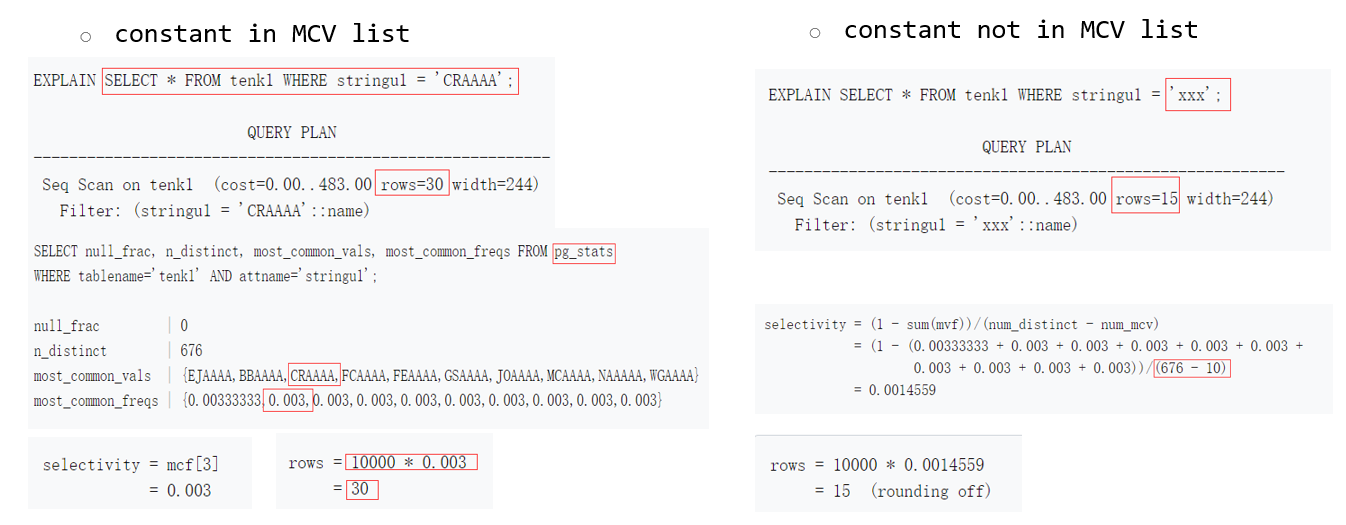 ○ constant in MCV list
EXPLAIN SELECT * FROM tenk1 WHERE stringu1 = 'CRAAAA';
QUERY PLAN
----------------------------------------------------------
Seq Scan on tenk1 (cost=0.00..483.00 rows=30 width=244)
Filter: (stringu1 = 'CRAAAA'::name)
SELECT null_frac, n_distinct, most_common_vals, most_common_freqs FROM pg_stats
WHERE tablename='tenk1' AND attname='stringu1';
null_frac | 0
n_distinct | 676
most_common_vals | {EJAAAA,BBAAAA,CRAAAA,FCAAAA,FEAAAA,GSAAAA,JOAAAA,MCAAAA,NAAAAA,WGAAAA}
most_common_freqs | {0.00333333,0.003,0.003,0.003,0.003,0.003,0.003,0.003,0.003,0.003}
selectivity = mcf[3]
= 0.003
rows = 10000 * 0.003
= 30
○ constant not in MCV list
EXPLAIN SELECT * FROM tenk1 WHERE stringu1 = 'xxx';
QUERY PLAN
----------------------------------------------------------
Seq Scan on tenk1 (cost=0.00..483.00 rows=15 width=244)
Filter: (stringu1 = 'xxx'::name)
selectivity = (1 - sum(mvf))/(num_distinct - num_mcv)
= (1 - (0.00333333 + 0.003 + 0.003 + 0.003 + 0.003 + 0.003 +
0.003 + 0.003 + 0.003 + 0.003))/(676 - 10)
= 0.0014559
rows = 10000 * 0.0014559
= 15 (rounding off)